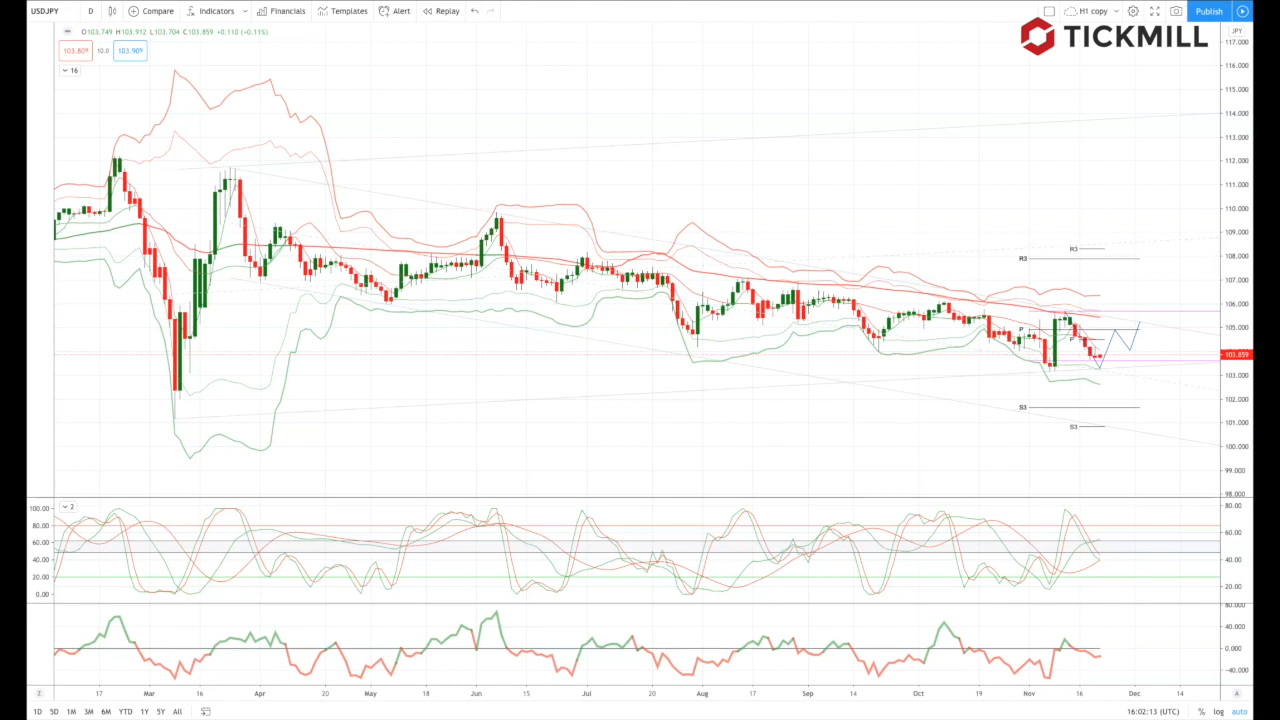 USDJPY D Compare Indicators Financials Templates Alert Replay H1 copy Publish
O103.749 H103.912 L103.704 C103.859 +0.110 (-0.11%)
JPY
TICKMILL
103.809 10.0 103.909
16
117.000
116.000
115.000
114.000
113.000
112.000
111.000
110.000
109.000
108.000
107.000
106.000
105.000
103.859
103.000
102.000
101.000
100.000
99.000
98.000
R3
R3
P
P
S3
S3
2
100.00
80.00
60.00
40.00
20.00
0.00
80.00
60.00
40.00
20.00
80.000
40.000
0.000
-40.000
Z 17 Mar 16 Apr 20 May 18 Jun 15 Jul 20 Aug 17 Sep 14 Oct 19 Nov 16 Dec 14 A
1D 5D 1M 3M 6M YTD 1Y 5Y All 16:02:13 (UTC) % log auto